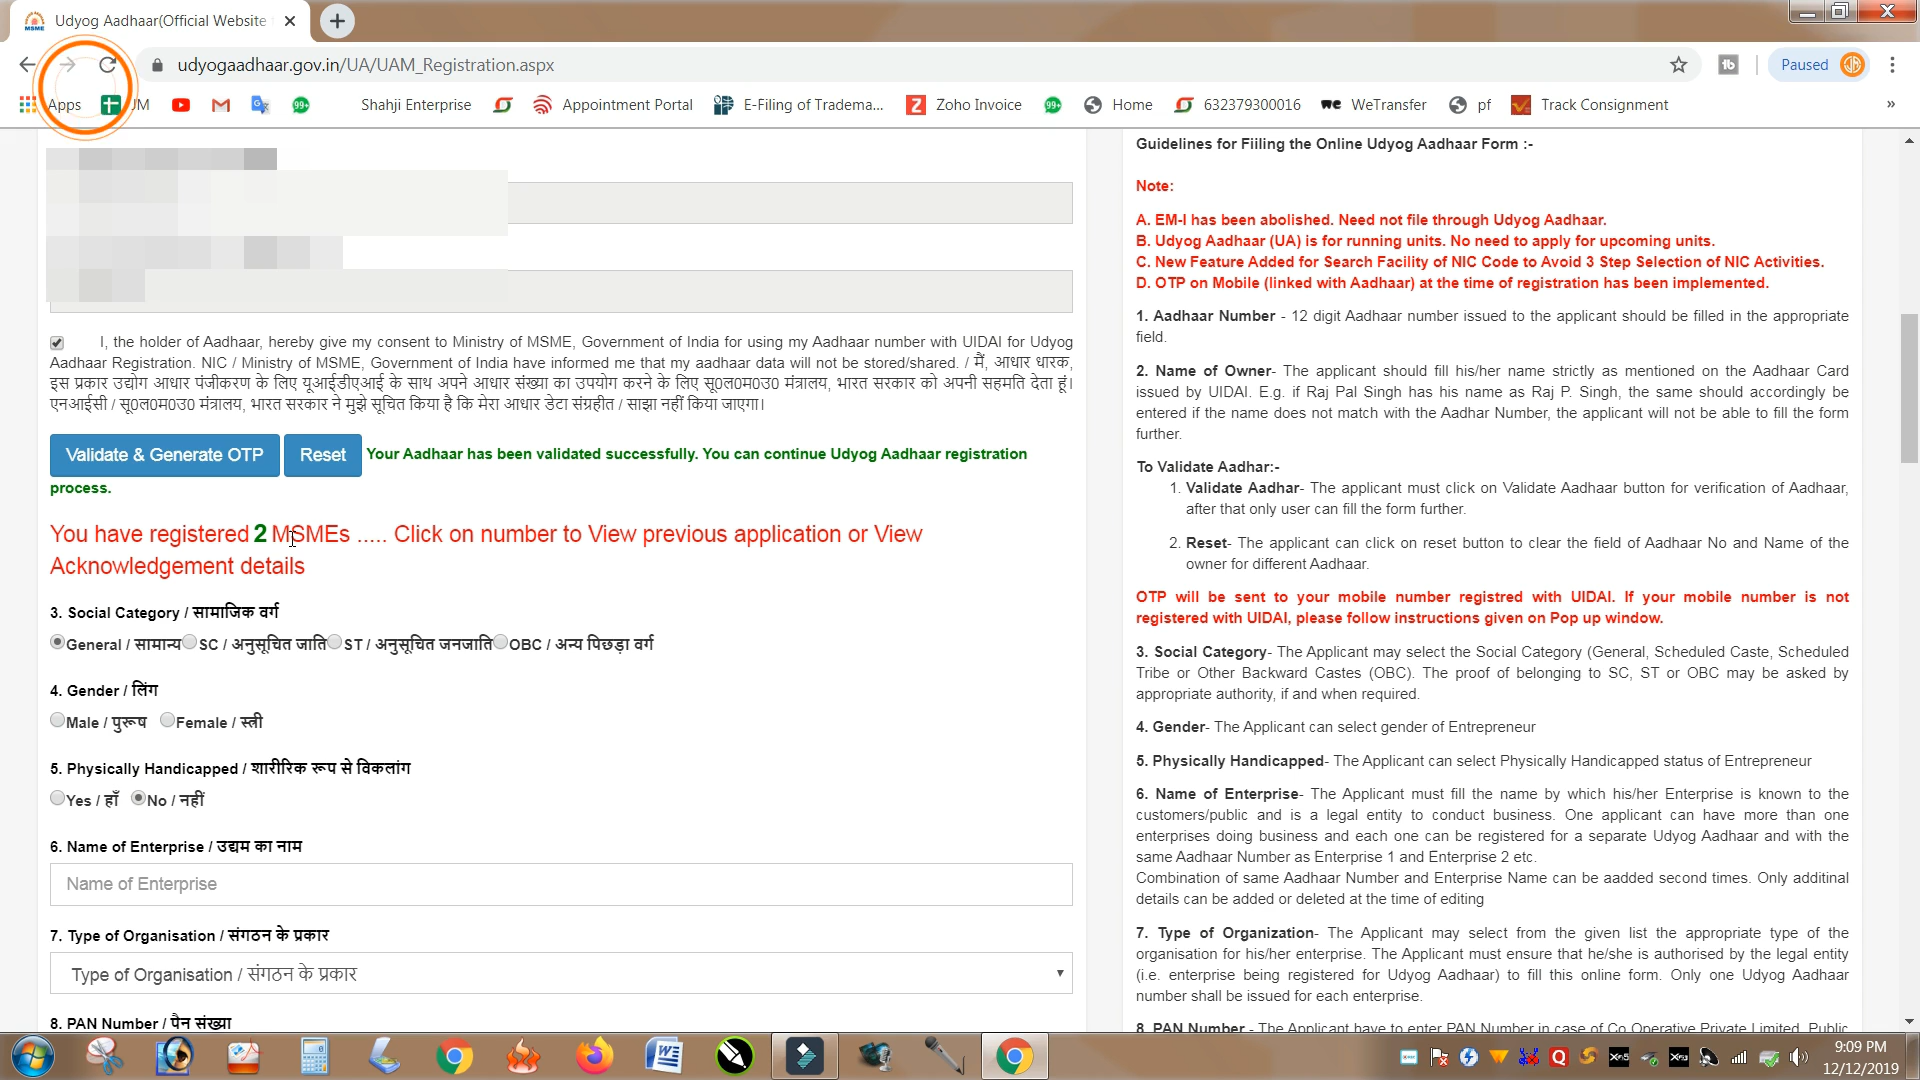 Udyog Aadhaar(Official Website
udyogaadhaar.gov.in/UA/UAM_Registration.aspx
Paused
Apps
JM
99+
Shahji Enterprise
Appointment Portal
E-Filing of Tradema...
Zoho Invoice
99+
Home
632379300016
WeTransfer
pf
Track Consignment
»
I, the holder of Aadhaar, hereby give my consent to Ministry of MSME, Government of India for using my Aadhaar number with UIDAI for Udyog
Aadhaar Registration. NIC / Ministry of MSME, Government of India have informed me that my aadhaar data will not be stored/shared. / मैं, आधार धारक,
इस प्रकार उद्योग आधार पंजीकरण के लिए यूआईडीएआई के साथ अपने आधार संख्या का उपयोग करने के लिए सू0ल0म0उ0 मंत्रालय, भारत सरकार को अपनी सहमति देता हूं।
एनआईसी / सू0ल0म0उ0 मंत्रालय, भारत सरकार ने मुझे सूचित किया है कि मेरा आधार डेटा संग्रहीत / साझा नहीं किया जाएगा।
Validate & Generate OTP
Reset
Your Aadhaar has been validated successfully. You can continue Udyog Aadhaar registration
process.
You have registered 2 MSMEs ..... Click on number to View previous application or View
Acknowledgement details
3. Social Category / सामाजिक वर्ग
General / सामान्य SC / अनुसूचित जाति ST / अनुसूचित जनजाति OBC / अन्य पिछड़ा वर्ग
4. Gender / लिंग
Male / पुरूष Female / स्त्री
5. Physically Handicapped / शारीरिक रूप से विकलांग
Yes / हाँ No / नहीं
6. Name of Enterprise / उद्यम का नाम
Name of Enterprise
7. Type of Organisation / संगठन के प्रकार
Type of Organisation / संगठन के प्रकार
8. PAN Number / पैन संख्या
Guidelines for Fiiling the Online Udyog Aadhaar Form :-
Note:
A. EM-I has been abolished. Need not file through Udyog Aadhaar.
B. Udyog Aadhaar (UA) is for running units. No need to apply for upcoming units.
C. New Feature Added for Search Facility of NIC Code to Avoid 3 Step Selection of NIC Activities.
D. OTP on Mobile (linked with Aadhaar) at the time of registration has been implemented.
1. Aadhaar Number - 12 digit Aadhaar number issued to the applicant should be filled in the appropriate
field.
2. Name of Owner- The applicant should fill his/her name strictly as mentioned on the Aadhaar Card
issued by UIDAI. E.g. if Raj Pal Singh has his name as Raj P. Singh, the same should accordingly be
entered if the name does not match with the Aadhar Number, the applicant will not be able to fill the form
further.
To Validate Aadhar:-
1. Validate Aadhar- The applicant must click on Validate Aadhaar button for verification of Aadhaar,
after that only user can fill the form further.
2. Reset- The applicant can click on reset button to clear the field of Aadhaar No and Name of the
owner for different Aadhaar.
OTP will be sent to your mobile number registred with UIDAI. If your mobile number is not
registered with UIDAI, please follow instructions given on Pop up window.
3. Social Category- The Applicant may select the Social Category (General, Scheduled Caste, Scheduled
Tribe or Other Backward Castes (OBC). The proof of belonging to SC, ST or OBC may be asked by
appropriate authority, if and when required.
4. Gender- The Applicant can select gender of Entrepreneur
5. Physically Handicapped- The Applicant can select Physically Handicapped status of Entrepreneur
6. Name of Enterprise- The Applicant must fill the name by which his/her Enterprise is known to the
customers/public and is a legal entity to conduct business. One applicant can have more than one
enterprises doing business and each one can be registered for a separate Udyog Aadhaar and with the
same Aadhaar Number as Enterprise 1 and Enterprise 2 etc.
Combination of same Aadhaar Number and Enterprise Name can be aadded second times. Only additinal
details can be added or deleted at the time of editing
7. Type of Organization- The Applicant may select from the given list the appropriate type of the
organisation for his/her enterprise. The Applicant must ensure that he/she is authorised by the legal entity
(i.e. enterprise being registered for Udyog Aadhaar) to fill this online form. Only one Udyog Aadhaar
number shall be issued for each enterprise.
8. PAN Number - The Applicant have to enter PAN Number in case of Co Operative Private Limited, Public
9:09 PM
12/12/2019